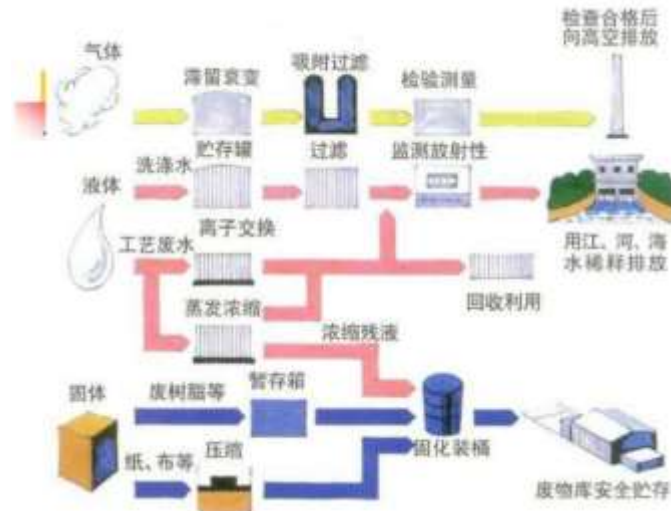 气体
滞留衰变
吸附过滤
检验测量
检查合格后
向高空排放
液体
洗涤水
贮存罐
过滤
监测放射性
用江、河、海
水稀释排放
工艺废水
离子交换
回收利用
蒸发浓缩
浓缩残液
固体
废树脂等
暂存箱
固化装桶
纸、布等
压缩
废物库安全贮存